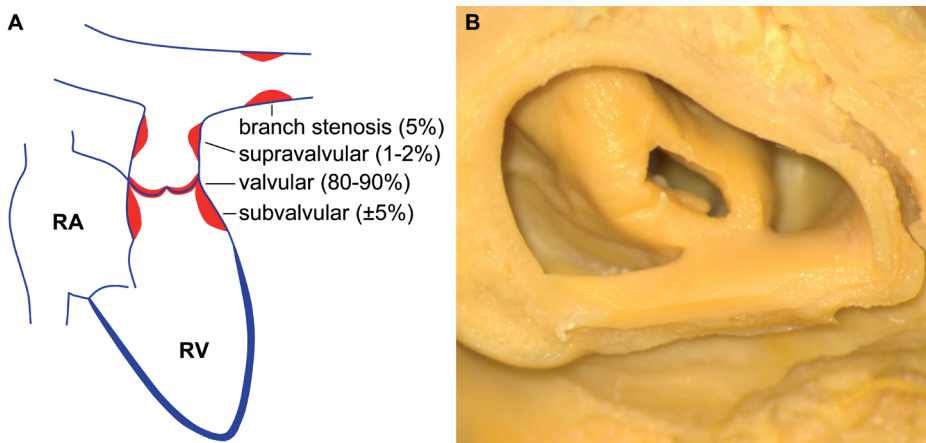 A
B
branch stenosis (5%)
supravalvular (1-2%)
valvular (80-90%)
subvalvular (±5%)
RA
RV